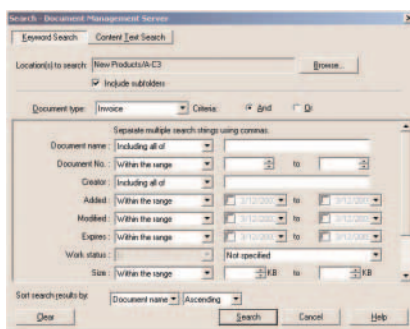 Search - Document Management Server
Keyword Search Content Text Search
Location(s) to search: New Products/A-C3 Browse...
Include subfolders
Document type: Invoice Criteria: And Or
Separate multiple search strings using commas.
Document name: Including all of
Document No.: Within the range to
Creator: Including all of
Added: Within the range to
Modified: Within the range to
Expires: Within the range to
Work status: Not specified
Size: Within the range KB to KB
Sort search results by: Document name Ascending
Clear Search Cancel Help